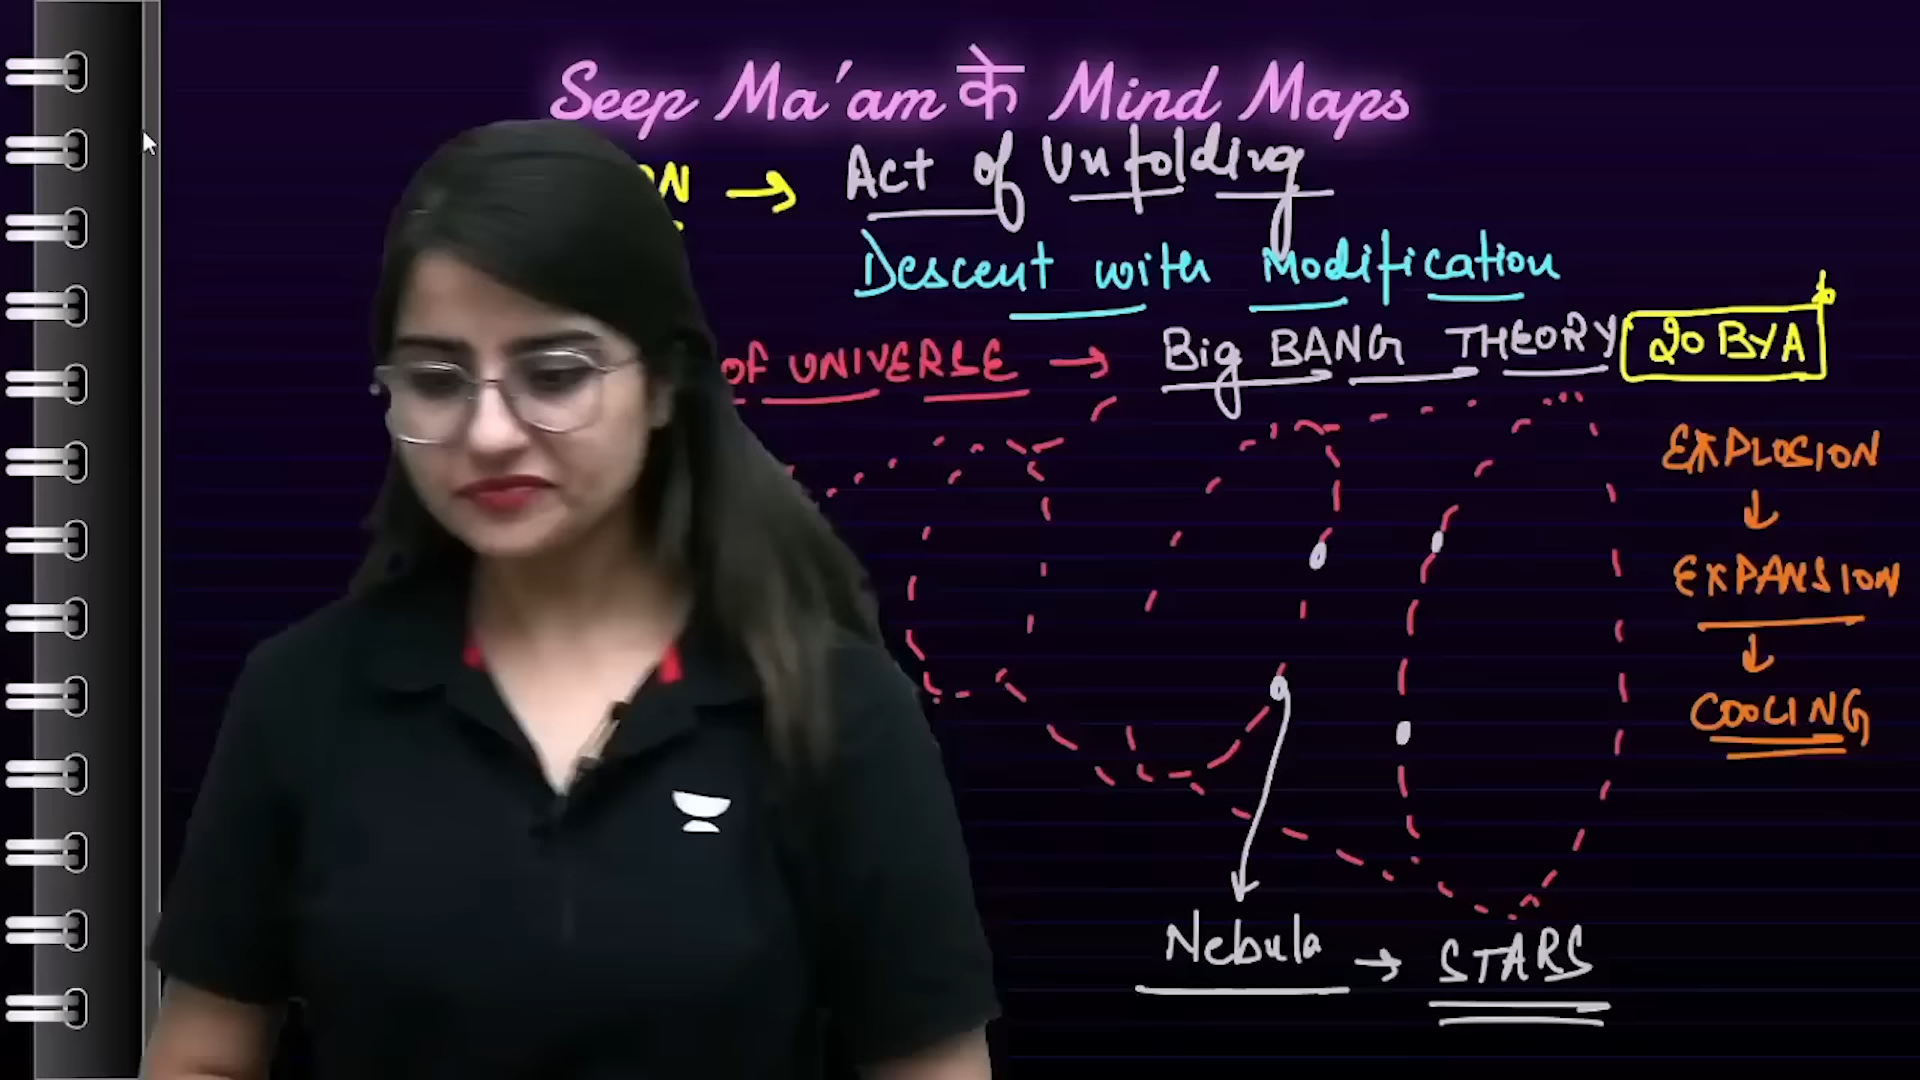 Seep Ma'am के Mind Maps
ON → Act of Unfolding
Descent with Modification
OF UNIVERSE → Big BANG THEORY 20 BYA
EXPLOSION
↓
EXPANSION
↓
COOLING
Nebula → STARS